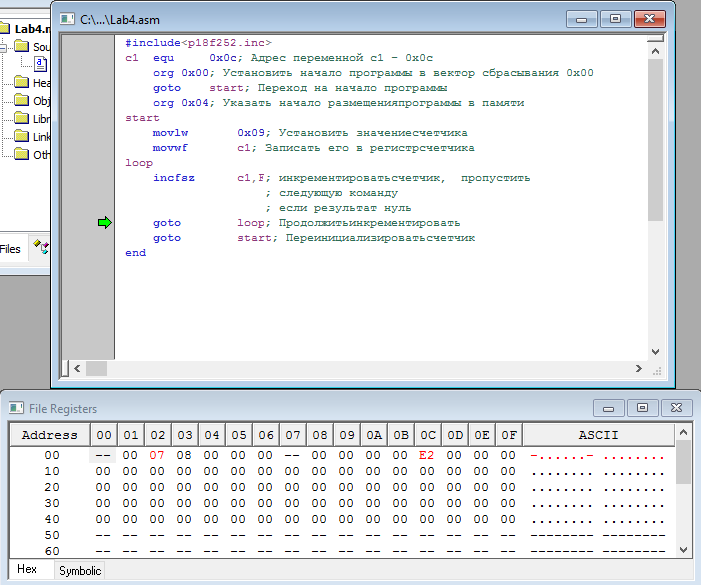 C:\...\Lab4.asm
Lab4.m
Sou
Hea
Obj
Libr
Link
Oth
Files
#include<p18f252.inc>
c1 equ 0x0c; Адрес переменной c1 - 0x0c
org 0x00; Установить начало программы в вектор сбрасывания 0x00
goto start; Переход на начало программы
org 0x04; Указать начало размещенияпрограммы в памяти
start
movlw 0x09; Установить значениесчетчика
movwf c1; Записать его в регистрсчетчика
loop
incfsz c1,F; инкрементироватьсчетчик, пропустить
; следующую команду
; если результат нуль
goto loop; Продолжитьинкрементировать
goto start; Переинициализироватьсчетчик
end
File Registers
Address 00 01 02 03 04 05 06 07 08 09 0A 0B 0C 0D 0E 0F ASCII
00 -- 00 07 08 00 00 00 -- 00 00 00 00 E2 00 00 00 -......- ........
10 00 00 00 00 00 00 00 00 00 00 00 00 00 00 00 00 ........ ........
20 00 00 00 00 00 00 00 00 00 00 00 00 00 00 00 00 ........ ........
30 00 00 00 00 00 00 00 00 00 00 00 00 00 00 00 00 ........ ........
40 00 00 00 00 00 00 00 00 00 00 00 00 00 00 00 00 ........ ........
50 -- -- -- -- -- -- -- -- -- -- -- -- -- -- -- -- -------- --------
60 -- -- -- -- -- -- -- -- -- -- -- -- -- -- -- -- -------- --------
Hex Symbolic